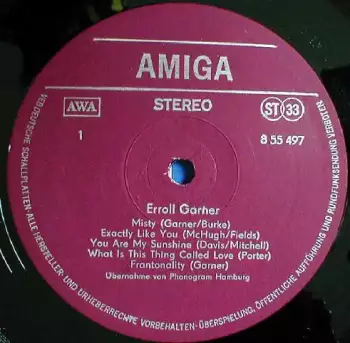 AMIGA
AWA
STEREO
ST 33
1
8 55 497
Erroll Garner
Misty (Garner/Burke)
Exactly Like You (McHugh/Fields)
You Are My Sunshine (Davis/Mitchell)
What Is This Thing Called Love (Porter)
Frantonality (Garner)
Übernahme von Phonogram Hamburg
VEB DEUTSCHE SCHALLPLATTEN · ALLE HERSTELLER- UND URHEBERRECHTE VORBEHALTEN · ÜBERSPIELUNG, ÖFFENTLICHE AUFFÜHRUNG UND RUNDFUNKSENDUNG VERBOTEN